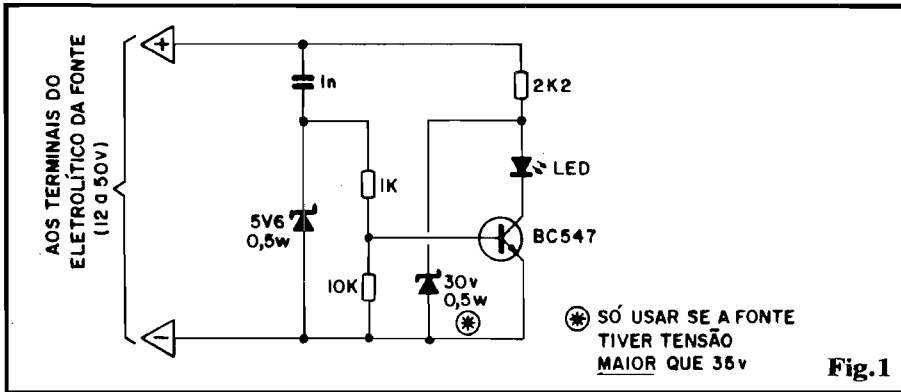 AOS TERMINAIS DO
ELETROLÍTICO DA FONTE
(12 a 50V)
+
−
1n
2K2
LED
1K
5V6
0,5w
BC547
10K
30v
0,5w
✱
✱ SÓ USAR SE A FONTE
TIVER TENSÃO
MAIOR QUE 35v
Fig.1